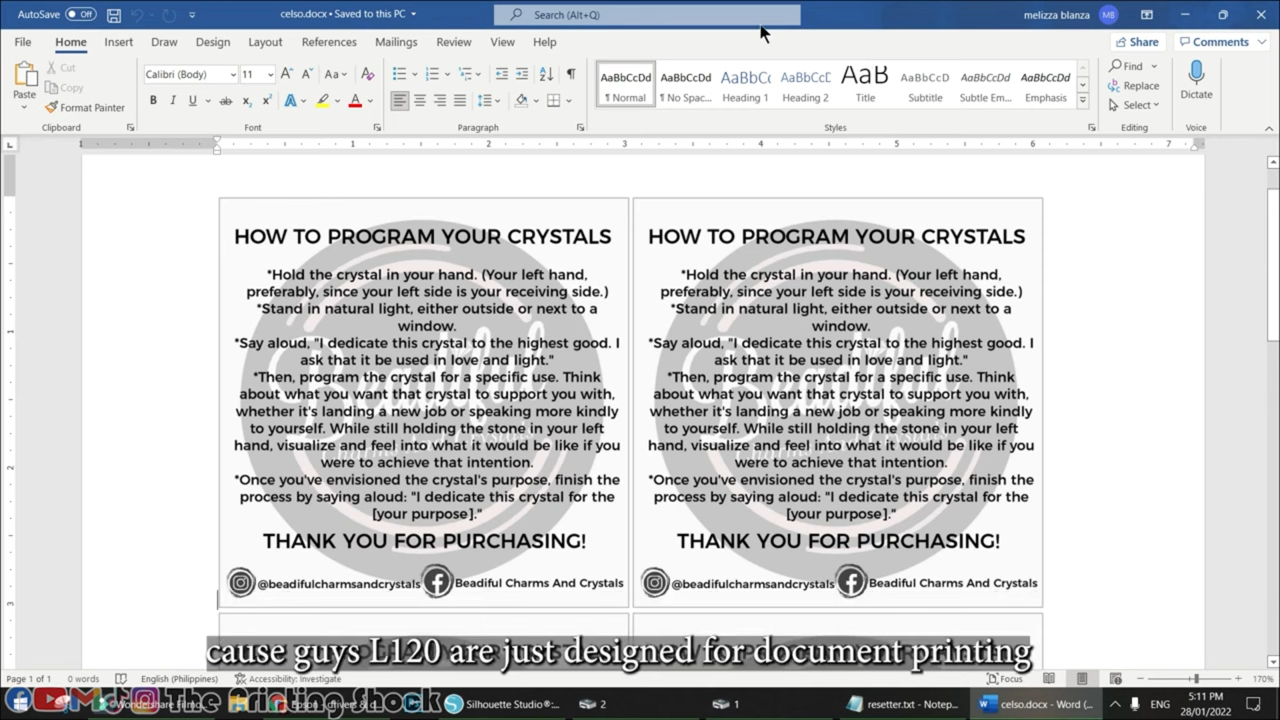 AutoSave Off celso.docx • Saved to this PC Search (Alt+Q) melizza blanza MB
File Home Insert Draw Design Layout References Mailings Review View Help Share Comments
Paste Cut Copy Format Painter
Calibri (Body) 11
AaBbCcDd AaBbCcDd AaBbCc AaBbCcD AaB AaBbCcD AaBbCcDd AaBbCcDd
¶ Normal ¶ No Spac... Heading 1 Heading 2 Title Subtitle Subtle Em... Emphasis
Find Replace Select Dictate
Clipboard Font Paragraph Styles Editing Voice
HOW TO PROGRAM YOUR CRYSTALS
*Hold the crystal in your hand. (Your left hand,
preferably, since your left side is your receiving side.)
*Stand in natural light, either outside or next to a
window.
*Say aloud, "I dedicate this crystal to the highest good. I
ask that it be used in love and light."
*Then, program the crystal for a specific use. Think
about what you want that crystal to support you with,
whether it's landing a new job or speaking more kindly
to yourself. While still holding the stone in your left
hand, visualize and feel into what it would be like if you
were to achieve that intention.
*Once you've envisioned the crystal's purpose, finish the
process by saying aloud: "I dedicate this crystal for the
[your purpose]."
THANK YOU FOR PURCHASING!
@beadifulcharmsandcrystals Beadiful Charms And Crystals
HOW TO PROGRAM YOUR CRYSTALS
*Hold the crystal in your hand. (Your left hand,
preferably, since your left side is your receiving side.)
*Stand in natural light, either outside or next to a
window.
*Say aloud, "I dedicate this crystal to the highest good. I
ask that it be used in love and light."
*Then, program the crystal for a specific use. Think
about what you want that crystal to support you with,
whether it's landing a new job or speaking more kindly
to yourself. While still holding the stone in your left
hand, visualize and feel into what it would be like if you
were to achieve that intention.
*Once you've envisioned the crystal's purpose, finish the
process by saying aloud: "I dedicate this crystal for the
[your purpose]."
THANK YOU FOR PURCHASING!
@beadifulcharmsandcrystals Beadiful Charms And Crystals
cause guys L120 are just designed for document printing
Page 1 of 1 0 words English (Philippines) Accessibility: Investigate Focus 170%
The Printing Shock
Silhouette Studio®:... 2 1 resetter.txt - Notep... celso.docx - Word (... ENG 5:11 PM
28/01/2022